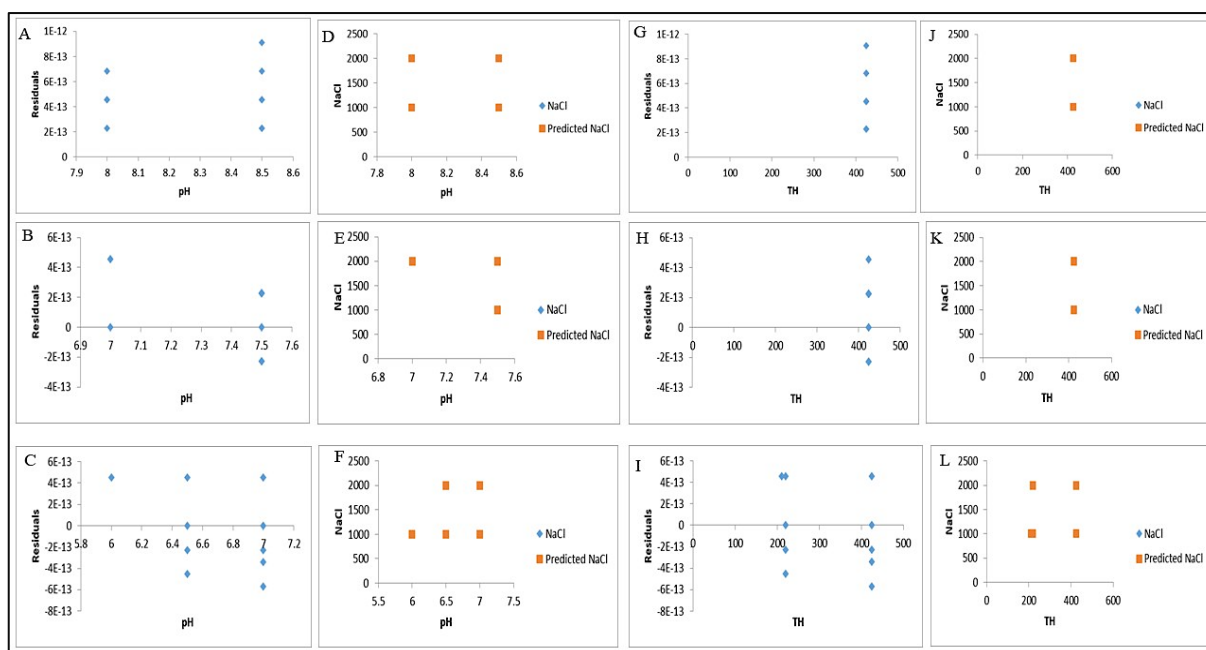 A
1E-12
8E-13
6E-13
4E-13
2E-13
0
Residuals
7.9 8 8.1 8.2 8.3 8.3 8.4 8.5 8.6
pH
D
2500
2000
1500
1000
500
0
NaCl
7.8 8 8.2 8.4 8.6
pH
NaCl
Predicted NaCl
G
1E-12
8E-13
6E-13
4E-13
2E-13
0
Residuals
0 100 200 300 400 500
TH
J
2500
2000
1500
1000
500
0
NaCl
0 200 400 600
TH
NaCl
Predicted NaCl
B
6E-13
4E-13
2E-13
0
-2E-13
-4E-13
Residuals
6.9 7 7.1 7.2 7.3 7.4 7.5 7.6
pH
E
2500
2000
1500
1000
500
0
NaCl
6.8 7 7.2 7.4 7.6
pH
NaCl
Predicted NaCl
H
6E-13
4E-13
2E-13
0
-2E-13
-4E-13
Residuals
0 100 200 300 400 500
TH
K
2500
2000
1500
1000
500
0
NaCl
0 200 400 600
TH
NaCl
Predicted NaCl
C
6E-13
4E-13
2E-13
0
-2E-13
-4E-13
-6E-13
-8E-13
Residuals
5.8 6 6.2 6.4 6.6 6.8 7 7.2
pH
F
2500
2000
1500
1000
500
0
NaCl
5.5 6 6.5 7 7.5
pH
NaCl
Predicted NaCl
I
6E-13
4E-13
2E-13
0
-2E-13
-4E-13
-6E-13
-8E-13
Residuals
0 100 200 300 400 500
TH
L
2500
2000
1500
1000
500
0
NaCl
0 200 400 600
TH
NaCl
Predicted NaCl